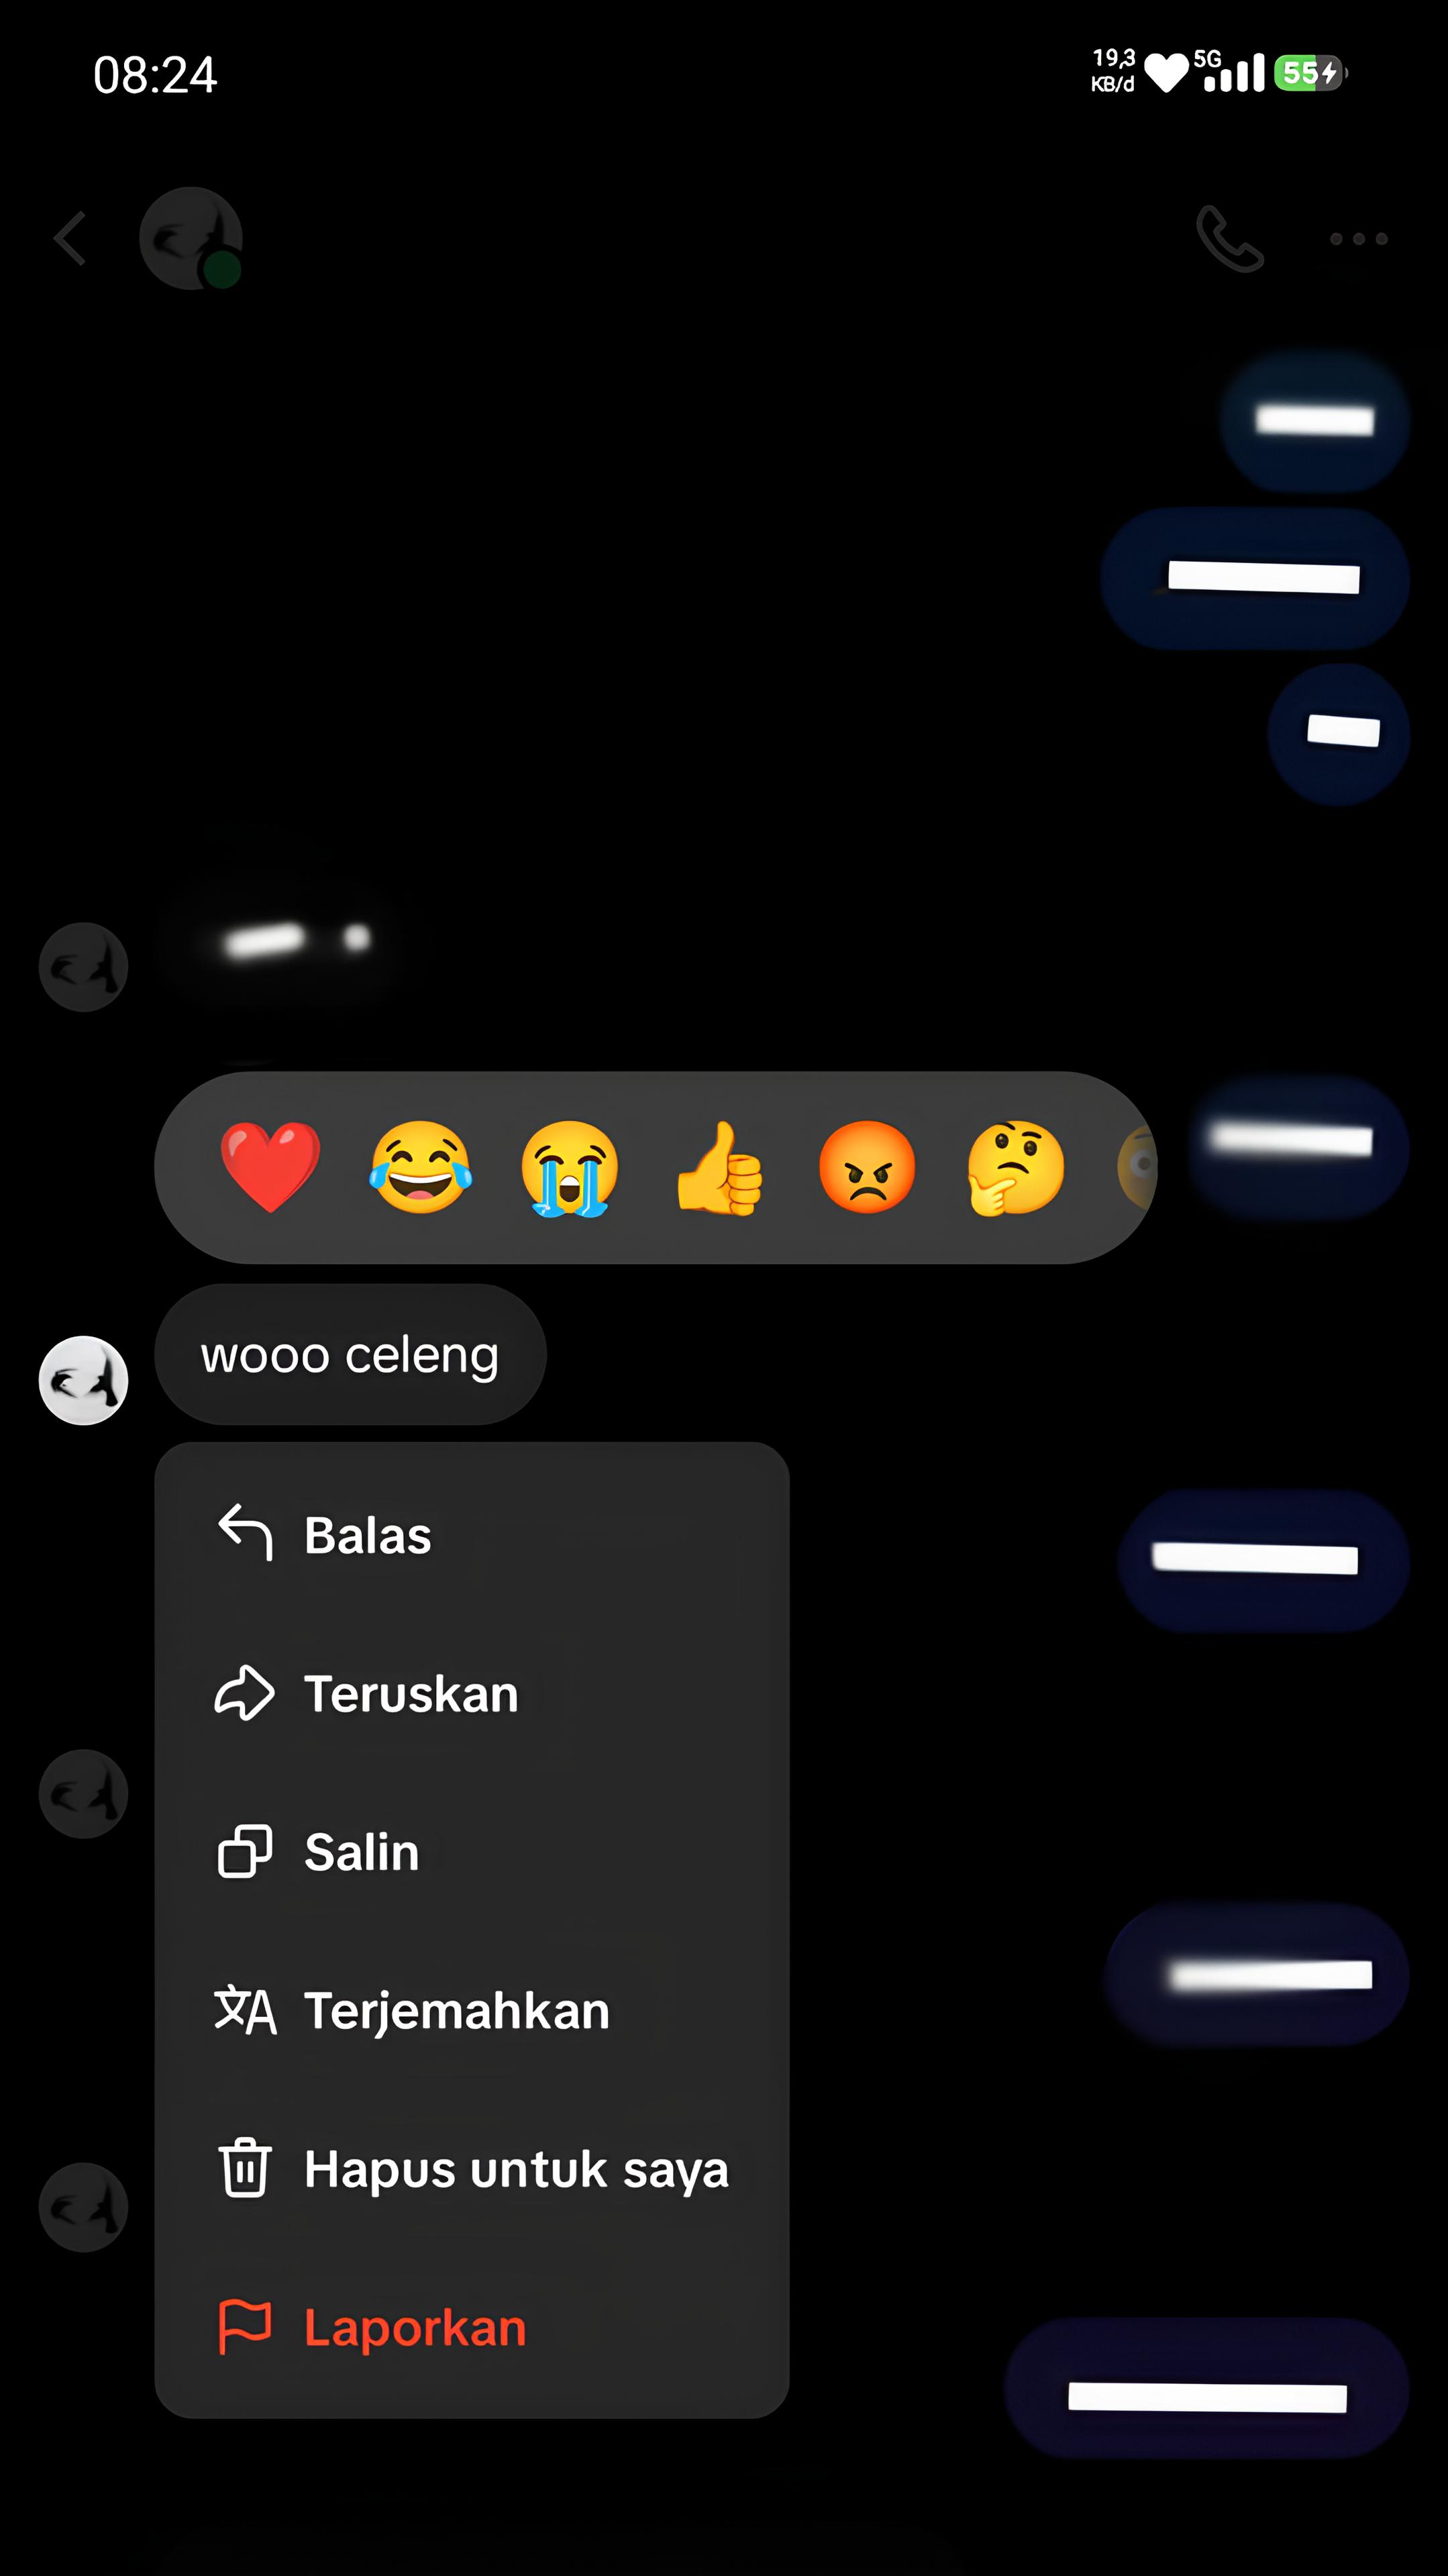 08:24
19,3
KB/d
5G
55
wooo celeng
Balas
Teruskan
Salin
Terjemahkan
Hapus untuk saya
Laporkan